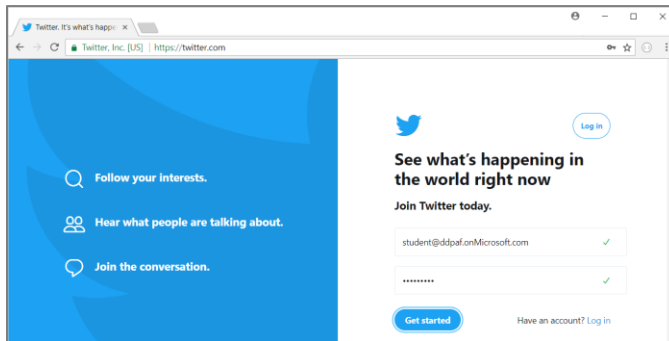 Twitter. It's what's happe
Twitter, Inc. [US] | https://twitter.com
Follow your interests.
Hear what people are talking about.
Join the conversation.
Log in
See what's happening in
the world right now
Join Twitter today.
student@ddpaf.onMicrosoft.com
•••••••••
Get started
Have an account? Log in